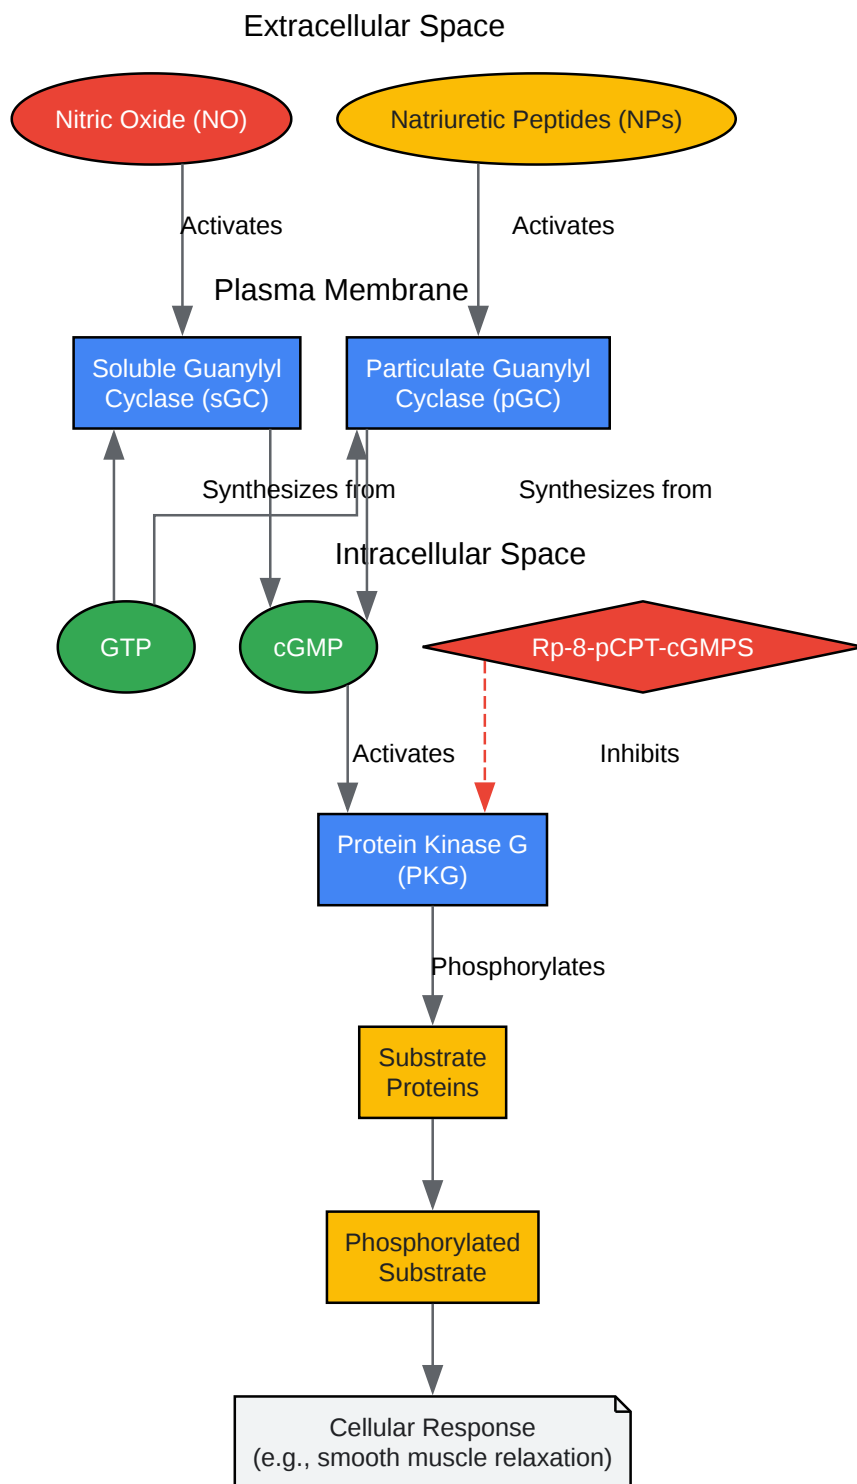 Extracellular Space
Nitric Oxide (NO)
Natriuretic Peptides (NPs)
Activates
Activates
Plasma Membrane
Soluble Guanylyl
Cyclase (sGC)
Particulate Guanylyl
Cyclase (pGC)
Synthesizes from
Synthesizes from
Intracellular Space
GTP
cGMP
Rp-8-pCPT-cGMPS
Activates
Inhibits
Protein Kinase G
(PKG)
Phosphorylates
Substrate
Proteins
Phosphorylated
Substrate
Cellular Response
(e.g., smooth muscle relaxation)